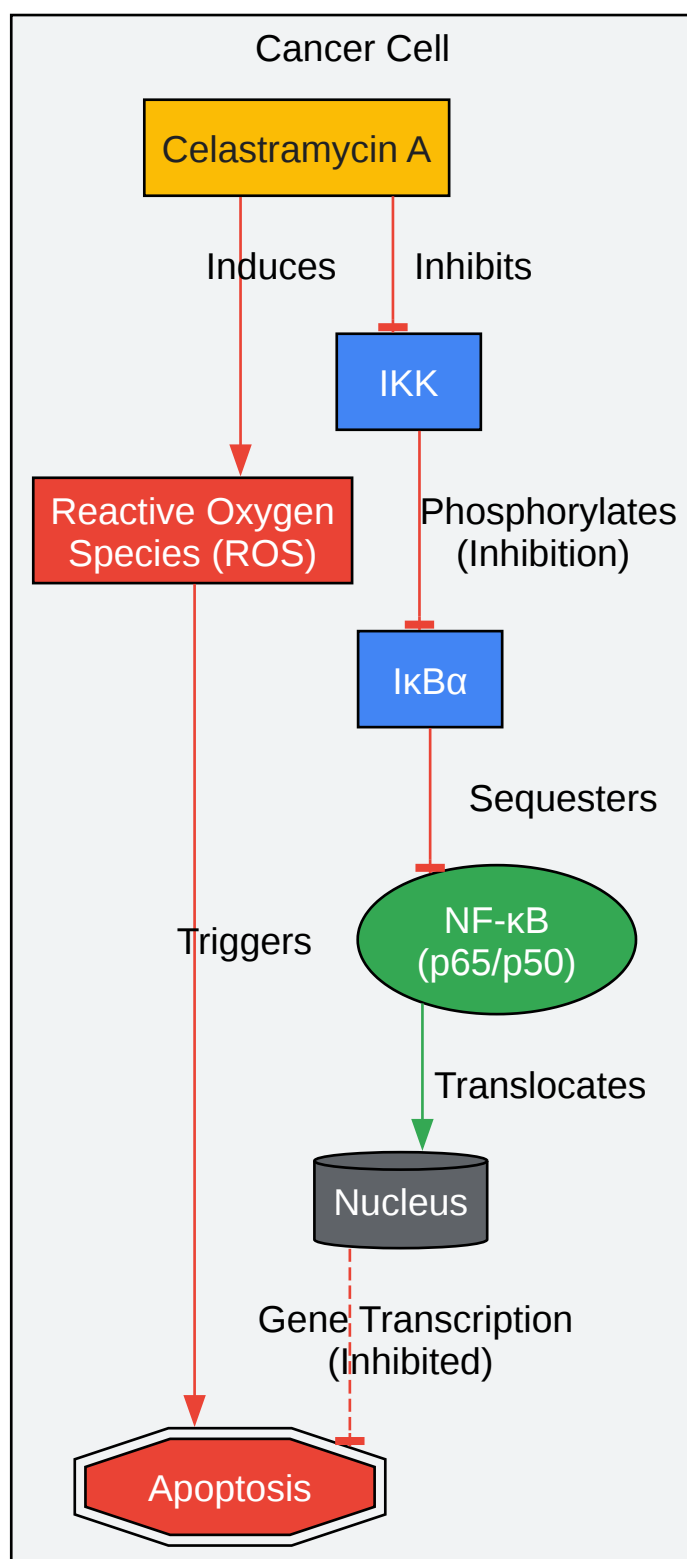 Cancer Cell
Celastramycin A
Induces
Inhibits
IKK
Reactive Oxygen
Species (ROS)
Phosphorylates
(Inhibition)
IκBα
Sequesters
Triggers
NF-κB
(p65/p50)
Translocates
Nucleus
Gene Transcription
(Inhibited)
Apoptosis